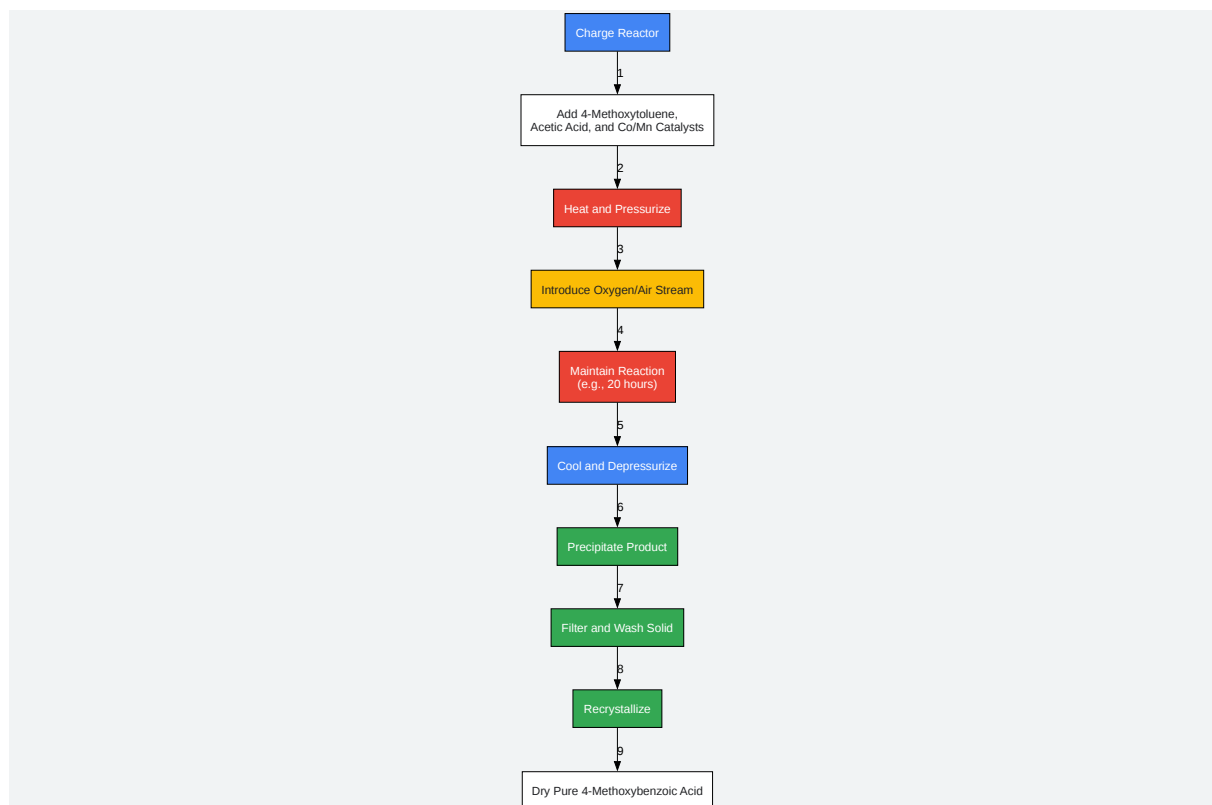 Charge Reactor
1
Add 4-Methoxytoluene,
Acetic Acid, and Co/Mn Catalysts
2
Heat and Pressurize
3
Introduce Oxygen/Air Stream
4
Maintain Reaction
(e.g., 20 hours)
5
Cool and Depressurize
6
Precipitate Product
7
Filter and Wash Solid
8
Recrystallize
9
Dry Pure 4-Methoxybenzoic Acid